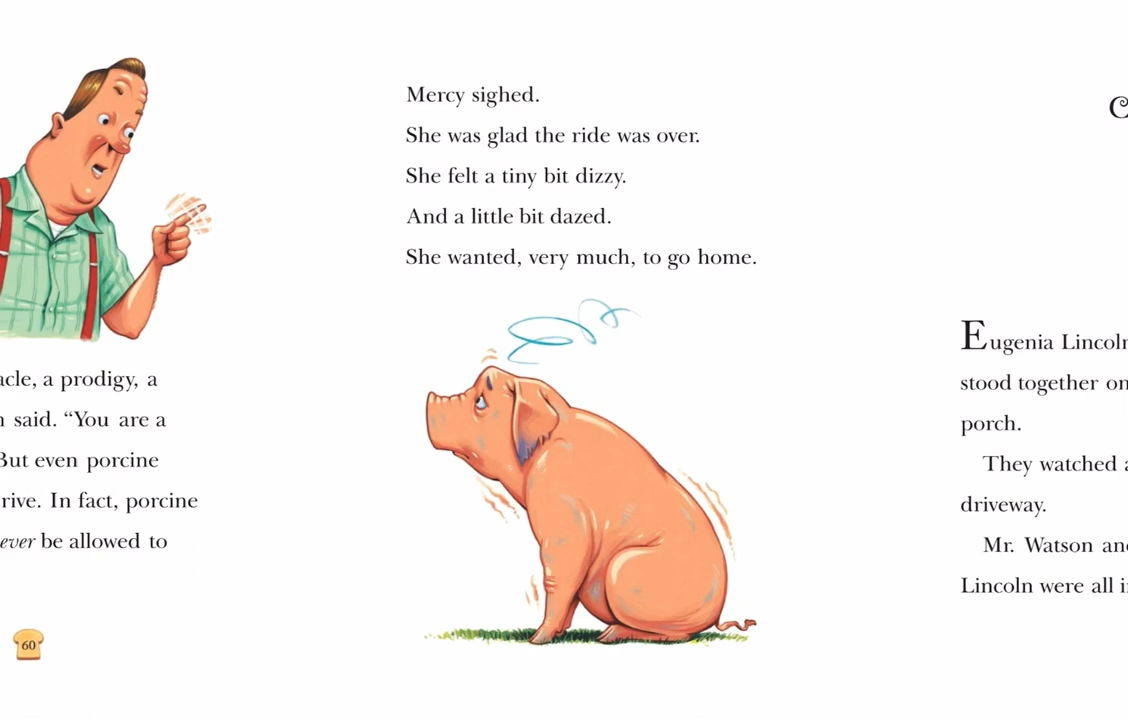 acle, a prodigy, a
said. “You are a
But even porcine
rive. In fact, porcine
ever be allowed to
60
Mercy sighed.
She was glad the ride was over.
She felt a tiny bit dizzy.
And a little bit dazed.
She wanted, very much, to go home.
Eugenia Lincoln
stood together on
porch.
They watched a
driveway.
Mr. Watson and
Lincoln were all i